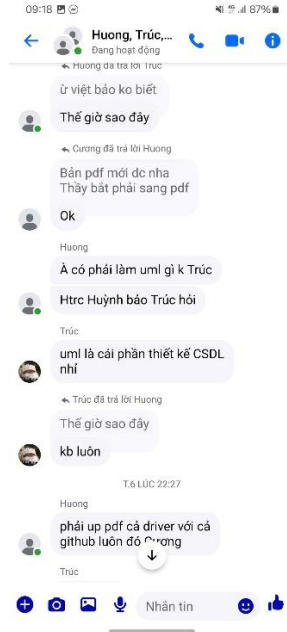 09:18
87%
Huong, Trúc,...
Đang hoạt động
Huong đã trả lời Trúc
ừ việt bảo ko biết
Thế giờ sao đây
Cương đã trả lời Huong
Bản pdf mới dc nha
Thầy bắt phải sang pdf
Ok
Huong
À có phải làm uml gì k Trúc
Htrc Huỳnh bảo Trúc hỏi
Trúc
uml là cái phần thiết kế CSDL
nhỉ
Trúc đã trả lời Huong
Thế giờ sao đây
kb luôn
T.6 LÚC 22:27
Huong
phải up pdf cả driver với cả
github luôn đó Cương
Trúc
Nhắn tin